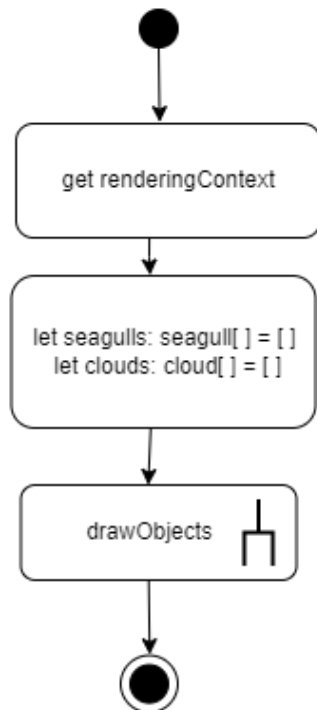 get renderingContext
let seagulls: seagull[ ] = [ ]
let clouds: cloud[ ] = [ ]
drawObjects